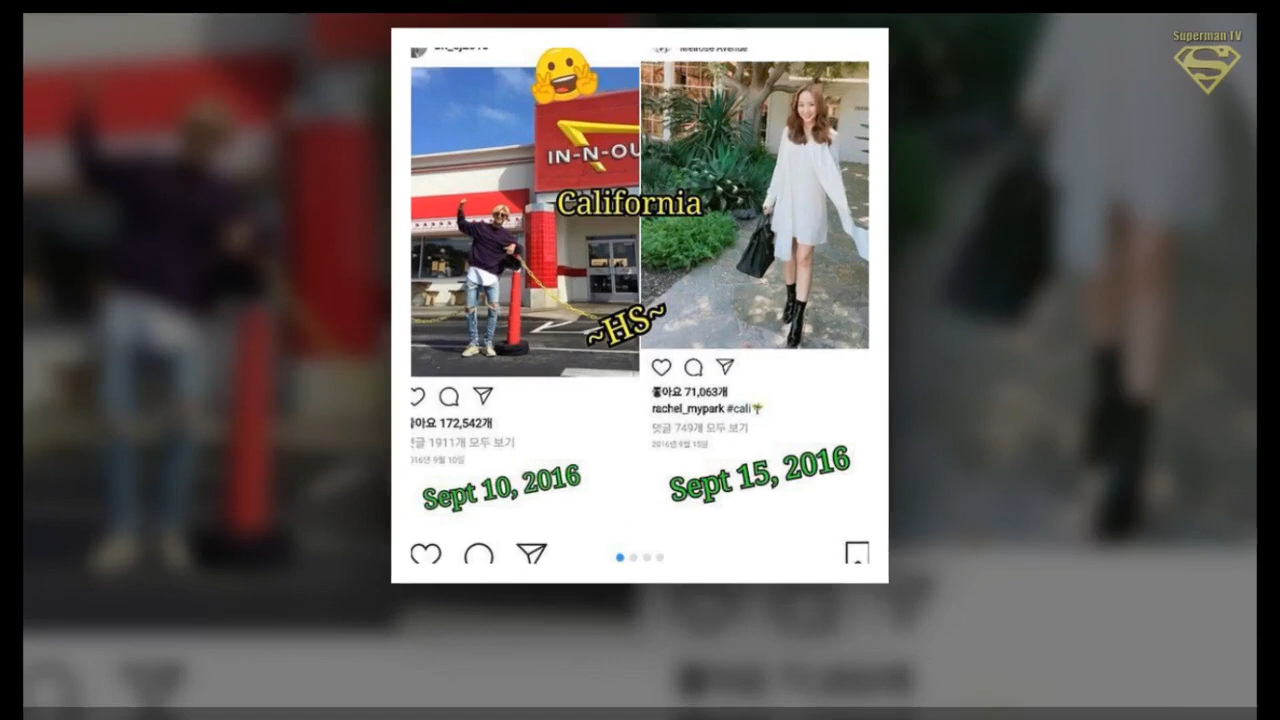 Superman TV
Melrose Avenue
IN-N-OU
California
~HS~
좋아요 71,063개
rachel_mypark #cali🌴
댓글 749개 모두 보기
2016년 9월 15일
아요 172,542개
글 1911개 모두 보기
016년 9월 10일
Sept 10, 2016
Sept 15, 2016